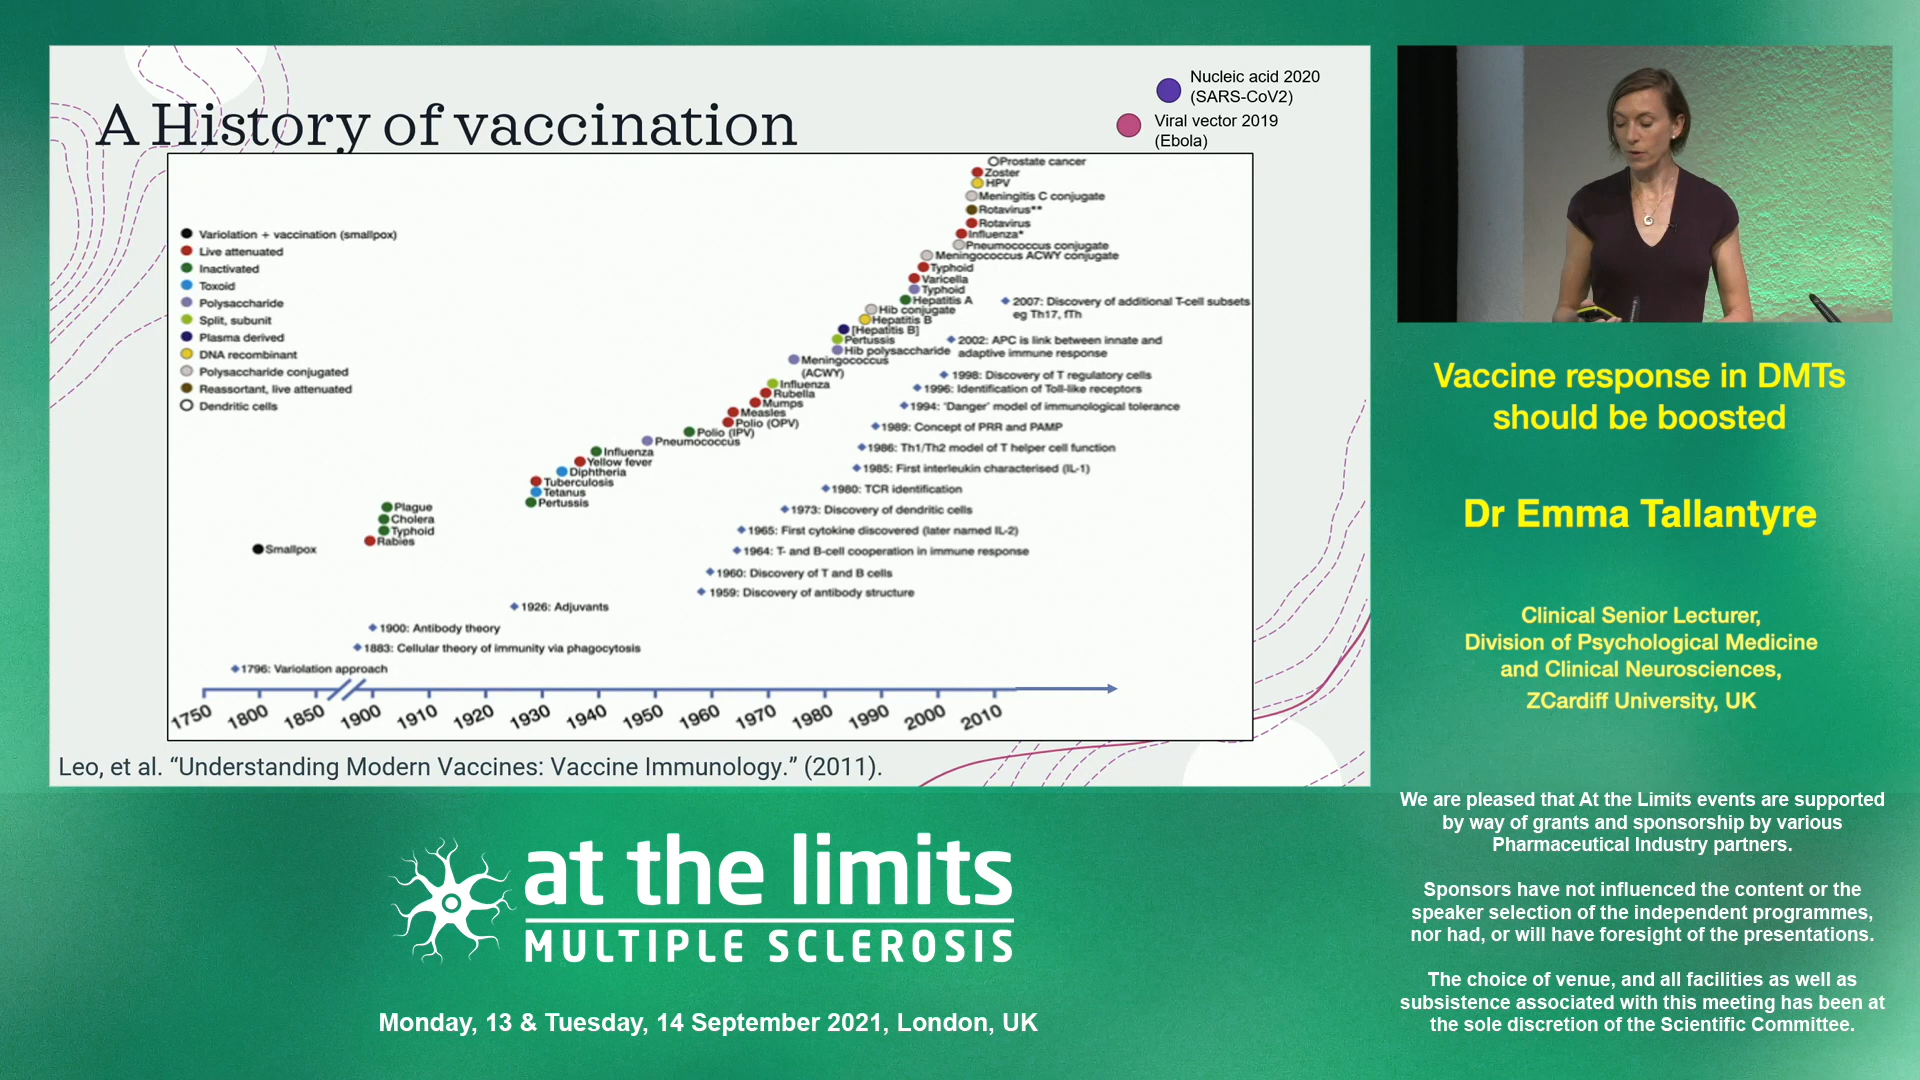 A History of vaccination
Nucleic acid 2020
(SARS-CoV2)
Viral vector 2019
(Ebola)
Variolation + vaccination (smallpox)
Live attenuated
Inactivated
Toxoid
Polysaccharide
Split, subunit
Plasma derived
DNA recombinant
Polysaccharide conjugated
Reassortant, live attenuated
Dendritic cells
Prostate cancer
Zoster
HPV
Meningitis C conjugate
Rotavirus**
Rotavirus
Influenza*
Pneumococcus conjugate
Meningococcus ACWY conjugate
Typhoid
Varicella
Typhoid
Hepatitis A
Hib conjugate
Hepatitis B
[Hepatitis B]
Pertussis
Hib polysaccharide
Meningococcus
(ACWY)
Influenza
Rubella
Mumps
Measles
Polio (OPV)
Polio (IPV)
Pneumococcus
Influenza
Yellow fever
Diphtheria
Tuberculosis
Tetanus
Pertussis
Plague
Cholera
Typhoid
Rabies
Smallpox
2007: Discovery of additional T-cell subsets
eg Th17, fTh
2002: APC is link between innate and
adaptive immune response
1998: Discovery of T regulatory cells
1996: Identification of Toll-like receptors
1994: 'Danger' model of immunological tolerance
1989: Concept of PRR and PAMP
1986: Th1/Th2 model of T helper cell function
1985: First interleukin characterised (IL-1)
1980: TCR identification
1973: Discovery of dendritic cells
1965: First cytokine discovered (later named IL-2)
1964: T- and B-cell cooperation in immune response
1960: Discovery of T and B cells
1959: Discovery of antibody structure
1926: Adjuvants
1900: Antibody theory
1883: Cellular theory of immunity via phagocytosis
1796: Variolation approach
1750 1800 1850 1900 1910 1920 1930 1940 1950 1960 1970 1980 1990 2000 2010
Leo, et al. “Understanding Modern Vaccines: Vaccine Immunology.” (2011).
Vaccine response in DMTs
should be boosted
Dr Emma Tallantyre
Clinical Senior Lecturer,
Division of Psychological Medicine
and Clinical Neurosciences,
ZCardiff University, UK
We are pleased that At the Limits events are supported
by way of grants and sponsorship by various
Pharmaceutical Industry partners.
Sponsors have not influenced the content or the
speaker selection of the independent programmes,
nor had, or will have foresight of the presentations.
The choice of venue, and all facilities as well as
subsistence associated with this meeting has been at
the sole discretion of the Scientific Committee.
at the limits
MULTIPLE SCLEROSIS
Monday, 13 & Tuesday, 14 September 2021, London, UK